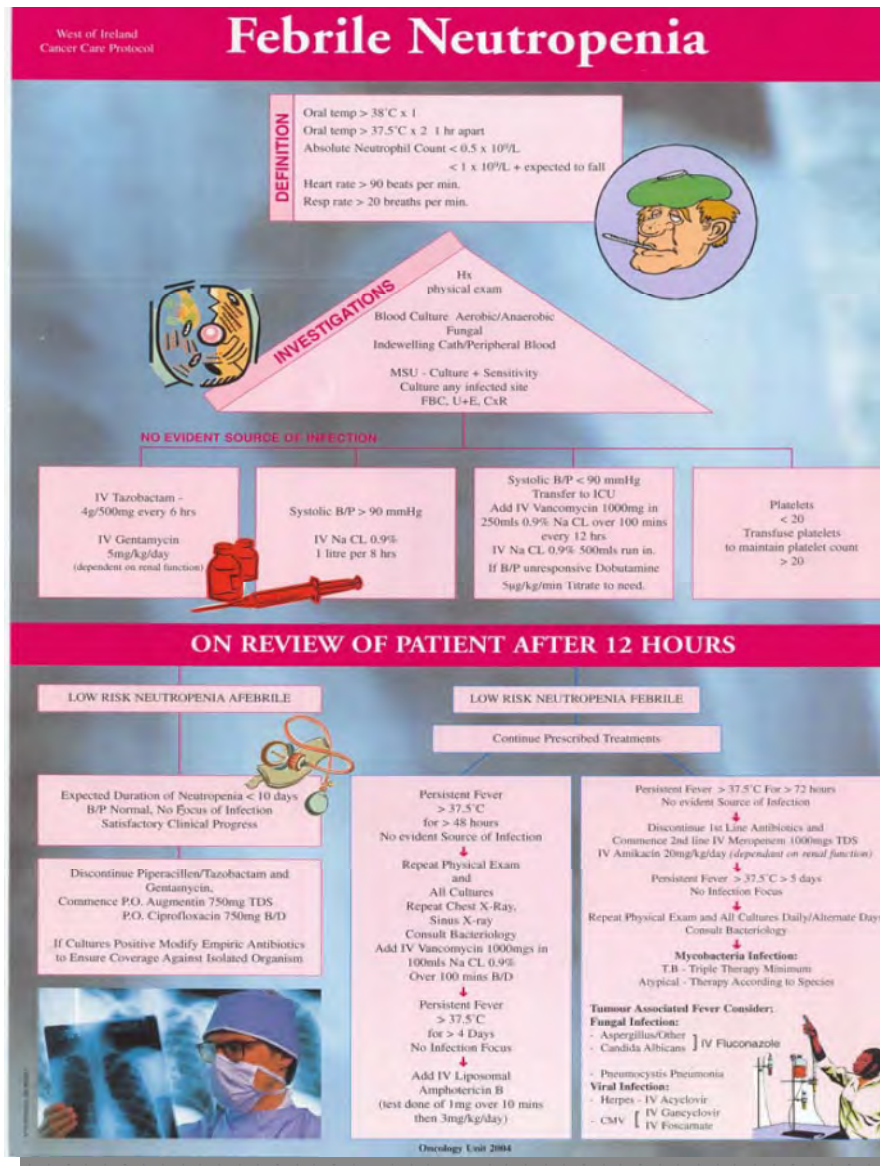 West of Ireland
Cancer Care Protocol
Febrile Neutropenia
DEFINITION
Oral temp > 38˚C x 1
Oral temp > 37.5˚C x 2 1 hr apart
Absolute Neutrophil Count < 0.5 x 10⁹/L
< 1 x 10⁹/L + expected to fall
Heart rate > 90 beats per min.
Resp rate > 20 breaths per min.
INVESTIGATIONS
Hx
physical exam
Blood Culture Aerobic/Anaerobic
Fungal
Indewelling Cath/Peripheral Blood
MSU - Culture + Sensitivity
Culture any infected site
FBC, U+E, CxR
NO EVIDENT SOURCE OF INFECTION
IV Tazobactam -
4g/500mg every 6 hrs
IV Gentamycin
5mg/kg/day
(dependent on renal function)
Systolic B/P > 90 mmHg
IV Na CL 0.9%
1 litre per 8 hrs
Systolic B/P < 90 mmHg
Transfer to ICU
Add IV Vancomycin 1000mg in
250mls 0.9% Na CL over 100 mins
every 12 hrs
IV Na CL 0.9% 500mls run in.
If B/P unresponsive Dobutamine
5µg/kg/min Titrate to need.
Platelets
< 20
Transfuse platelets
to maintain platelet count
> 20
ON REVIEW OF PATIENT AFTER 12 HOURS
LOW RISK NEUTROPENIA AFEBRILE
Expected Duration of Neutropenia < 10 days
B/P Normal, No Focus of Infection
Satisfactory Clinical Progress
Discontinue Piperacillen/Tazobactam and
Gentamycin,
Commence P.O. Augmentin 750mg TDS
P.O. Ciprofloxacin 750mg B/D
If Cultures Positive Modify Empiric Antibiotics
to Ensure Coverage Against Isolated Organism
LOW RISK NEUTROPENIA FEBRILE
Continue Prescribed Treatments
Persistent Fever
> 37.5˚C
for > 48 hours
No evident Source of Infection
Repeat Physical Exam
and
All Cultures
Repeat Chest X-Ray,
Sinus X-ray
Consult Bacteriology
Add IV Vancomycin 1000mgs in
100mls Na CL 0.9%
Over 100 mins B/D
Persistent Fever
> 37.5˚C
for > 4 Days
No Infection Focus
Add IV Liposomal
Amphotericin B
(test done of 1mg over 10 mins
then 3mg/kg/day)
Persistent Fever > 37.5˚C For > 72 hours
No evident Source of Infection
Discontinue 1st Line Antibiotics and
Commence 2nd line IV Meropenem 1000mgs TDS
IV Amikacin 20mg/kg/day (dependant on renal function)
Persistent Fever > 37.5˚C > 5 days
No Infection Focus
Repeat Physical Exam and All Cultures Daily/Alternate Days
Consult Bacteriology
Mycobacteria Infection:
T.B - Triple Therapy Minimum
Atypical - Therapy According to Species
Tumour Associated Fever Consider;
Fungal Infection:
- Aspergillus/Other
- Candida Albicans ] IV Fluconazole
- Pneumocystis Pneumonia
Viral Infection:
- Herpes - IV Acyclovir
- CMV [ IV Gancyclovir
IV Foscarnate
Oncology Unit 2004